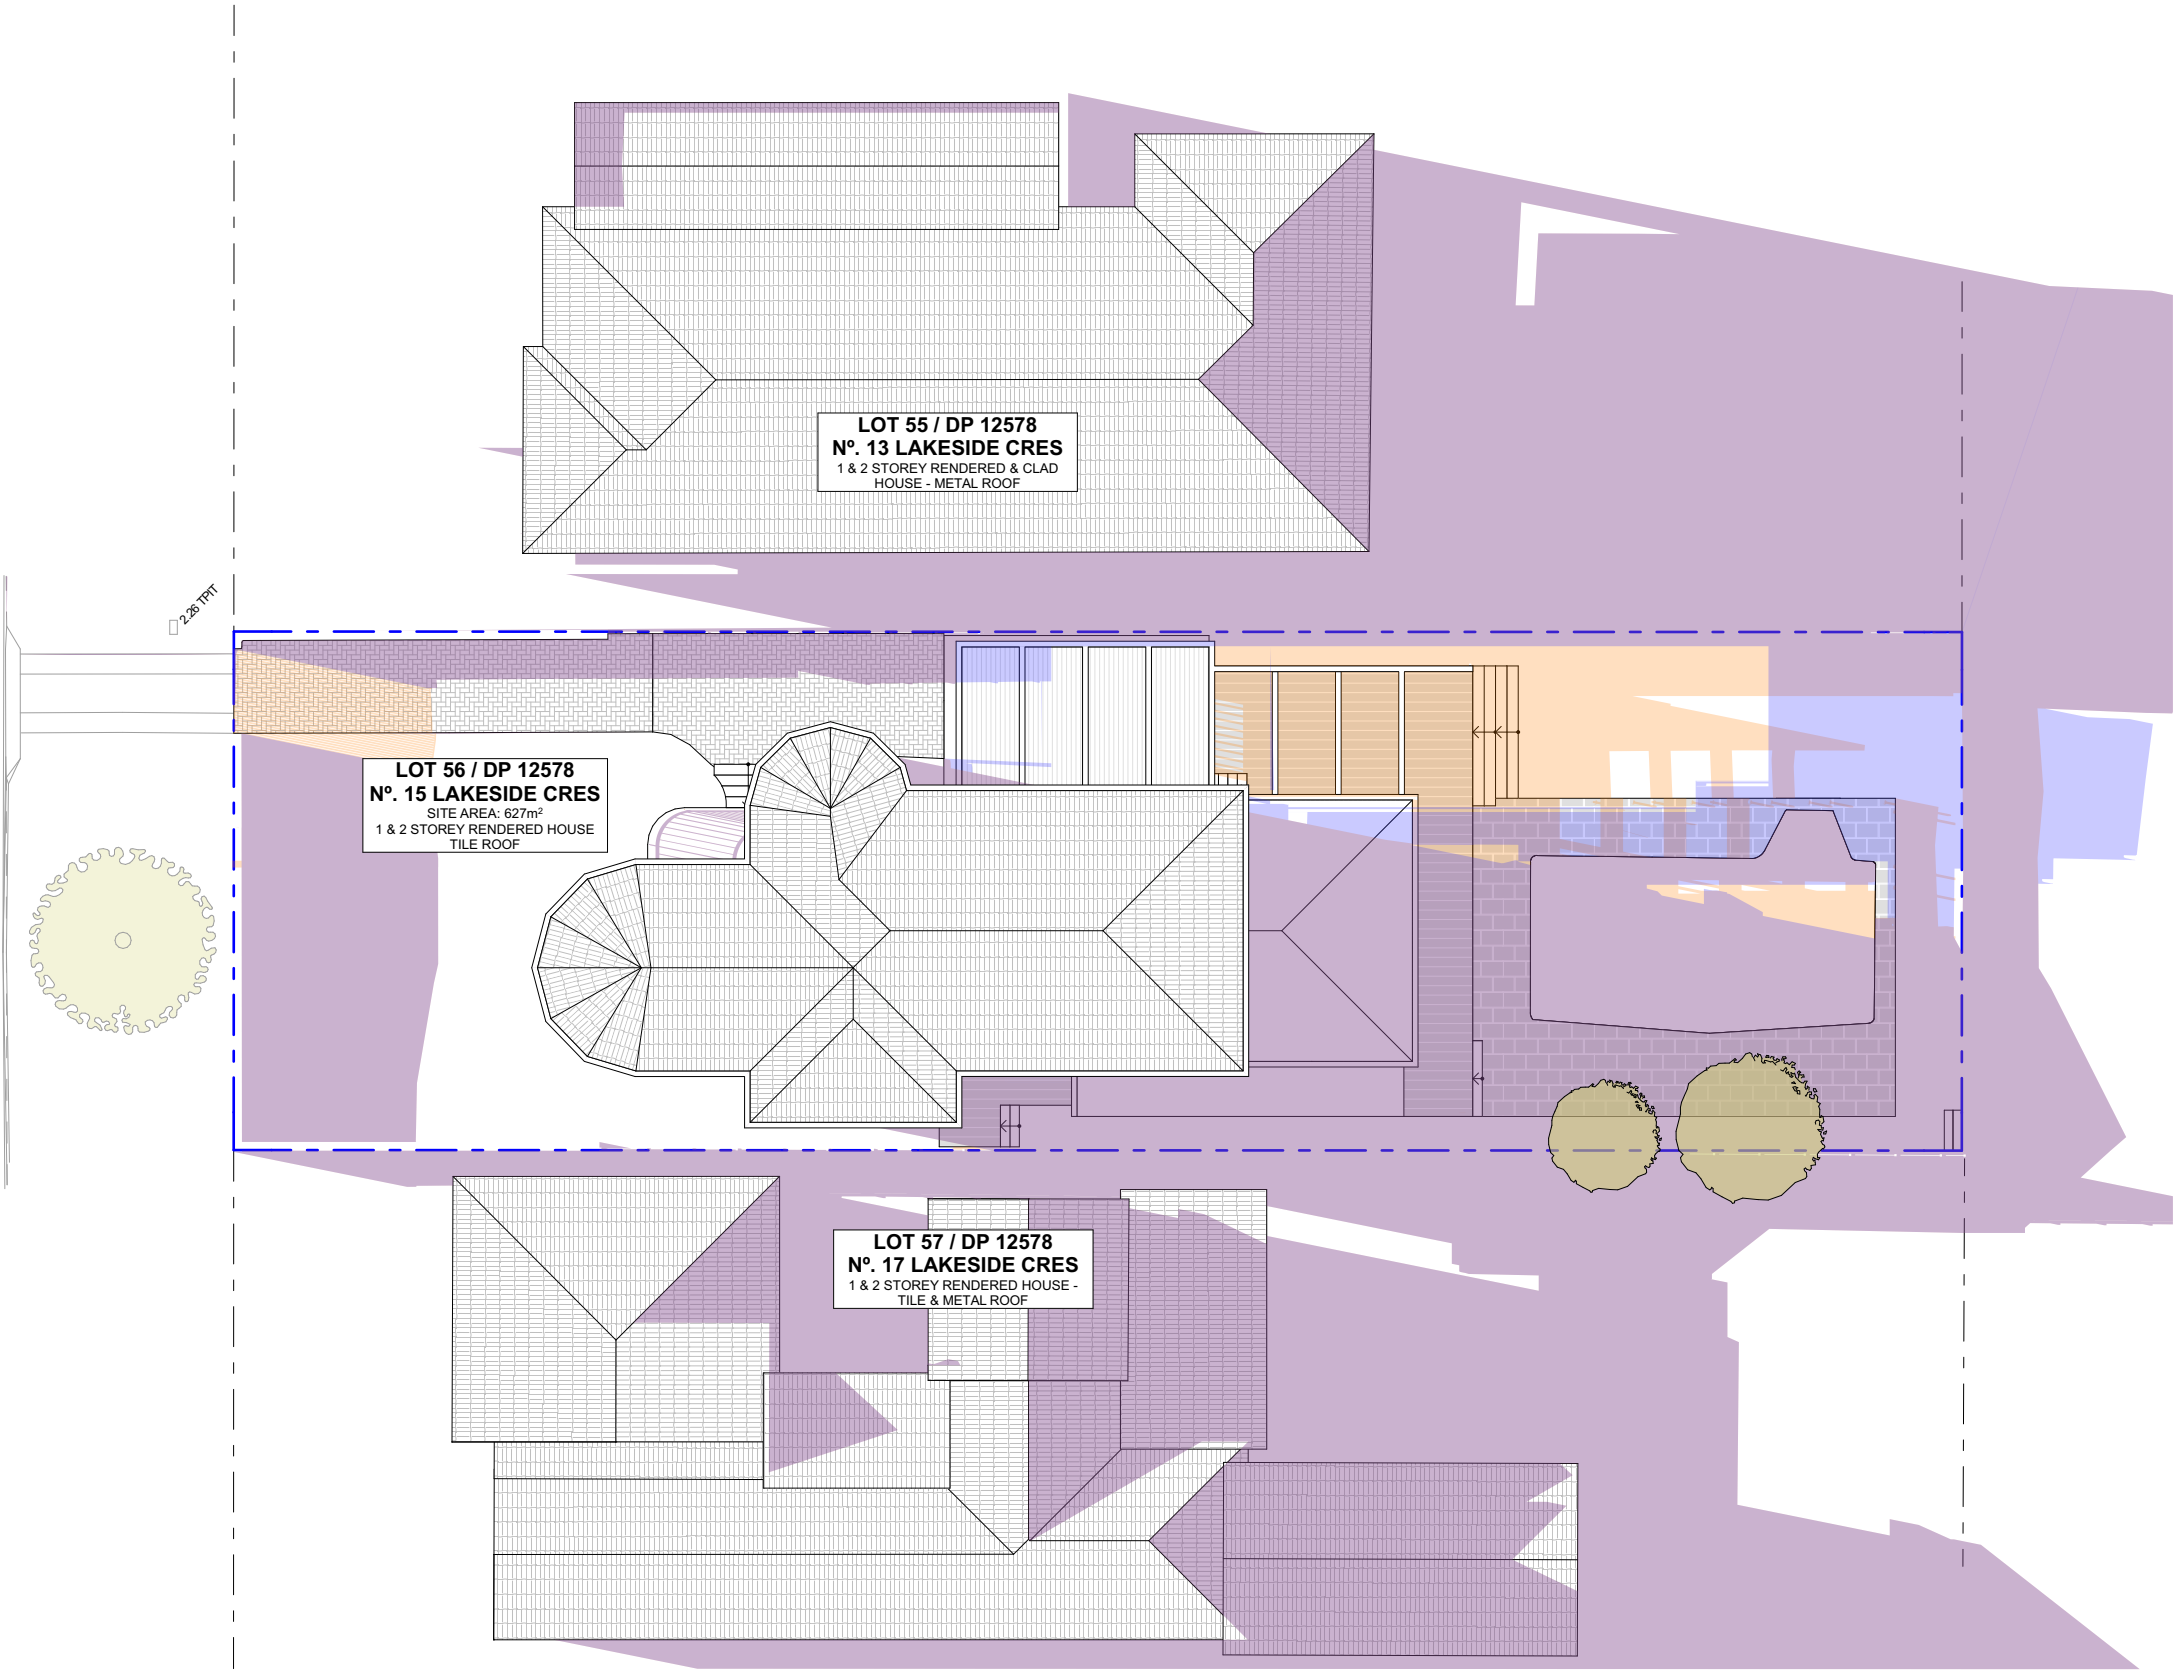 LOT 55 / DP 12578
Nº. 13 LAKESIDE CRES
1 & 2 STOREY RENDERED & CLAD
HOUSE - METAL ROOF
2.26 TPIT
LOT 56 / DP 12578
Nº. 15 LAKESIDE CRES
SITE AREA: 627m²
1 & 2 STOREY RENDERED HOUSE
TILE ROOF
LOT 57 / DP 12578
Nº. 17 LAKESIDE CRES
1 & 2 STOREY RENDERED HOUSE -
TILE & METAL ROOF